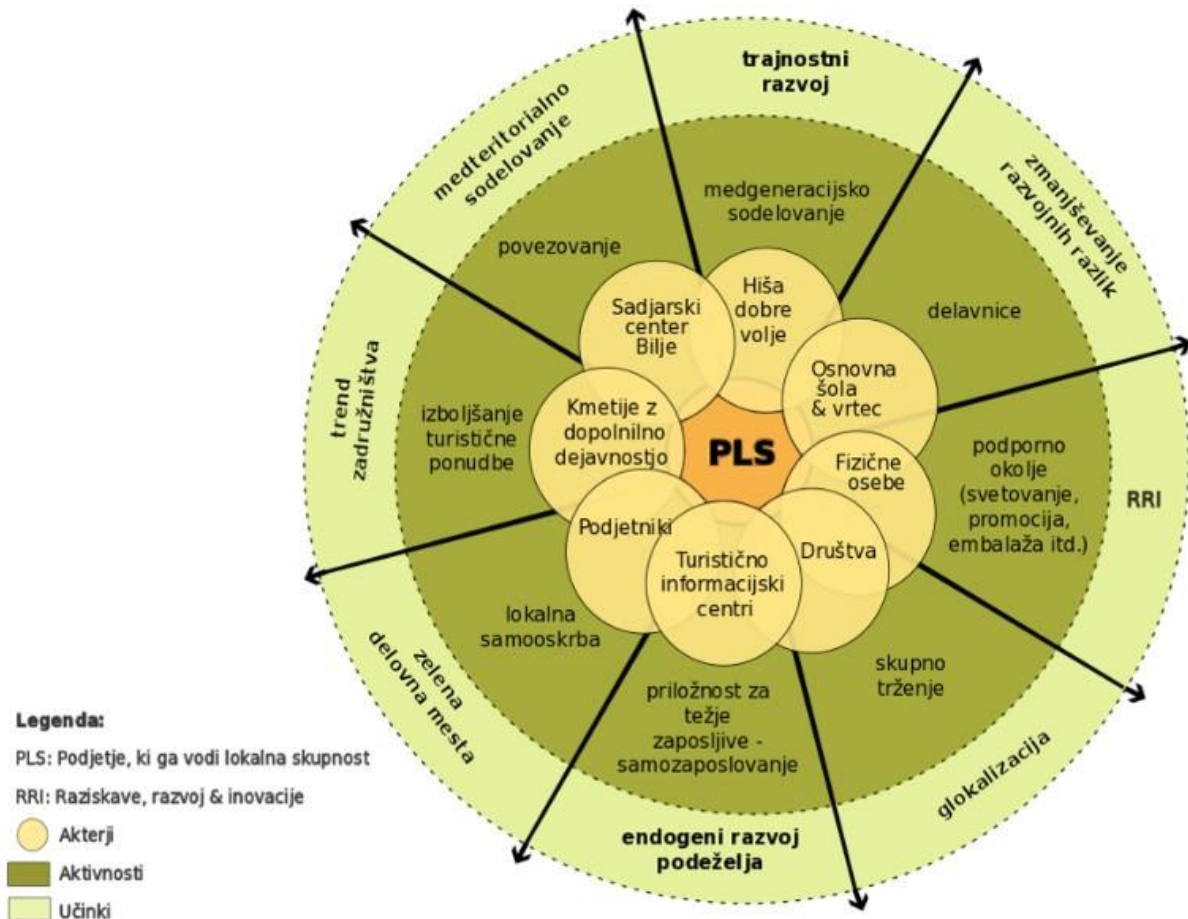 trajnostni
razvoj
zmanjševanje
razvojnih razlik
RRI
glokalizacija
endogeni razvoj
podeželja
zelena
delovna mesta
trend
zadružništva
medteritorialno
sodelovanje
medgeneracijsko
sodelovanje
delavnice
podporno
okolje
(svetovanje,
promocija,
embalaža itd.)
skupno
trženje
priložnost za
težje
zaposljive -
samozaposlovanje
lokalna
samooskrba
izboljšanje
turistične
ponudbe
povezovanje
Hiša
dobre
volje
Osnovna
šola
& vrtec
Fizične
osebe
Društva
Turistično
informacijski
centri
Podjetniki
Kmetije z
dopolnilno
dejavnostjo
Sadjarski
center
Bilje
PLS
Legenda:
PLS: Podjetje, ki ga vodi lokalna skupnost
RRI: Raziskave, razvoj & inovacije
Akterji
Aktivnosti
Učinki